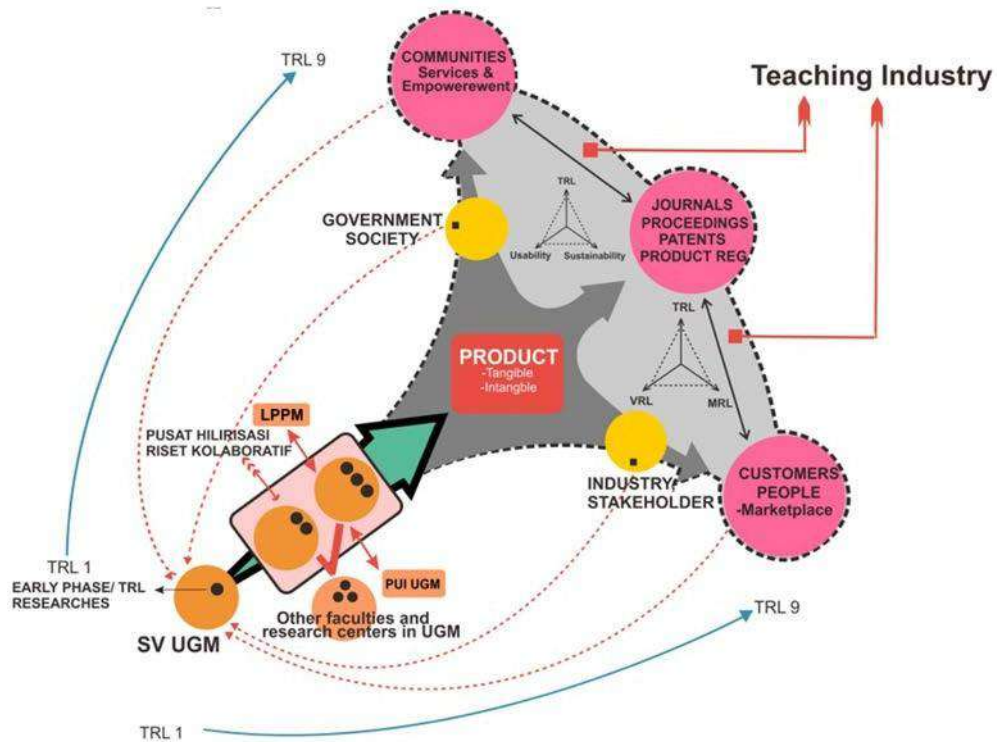 TRL 9
COMMUNITIES
Services &
Empowerewent
Teaching Industry
TRL
Usability
Sustainability
GOVERNMENT
SOCIETY
JOURNALS
PROCEEDINGS
PATENTS
PRODUCT REG
TRL
VRL
MRL
PRODUCT
-Tangible
-Intangble
LPPM
PUSAT HILIRISASI
RISET KOLABORATIF
INDUSTRY,
STAKEHOLDER
CUSTOMERS
PEOPLE
-Marketplace
TRL 1
EARLY PHASE/ TRL
RESEARCHES
PUI UGM
Other faculties and
research centers in UGM
SV UGM
TRL 9
TRL 1